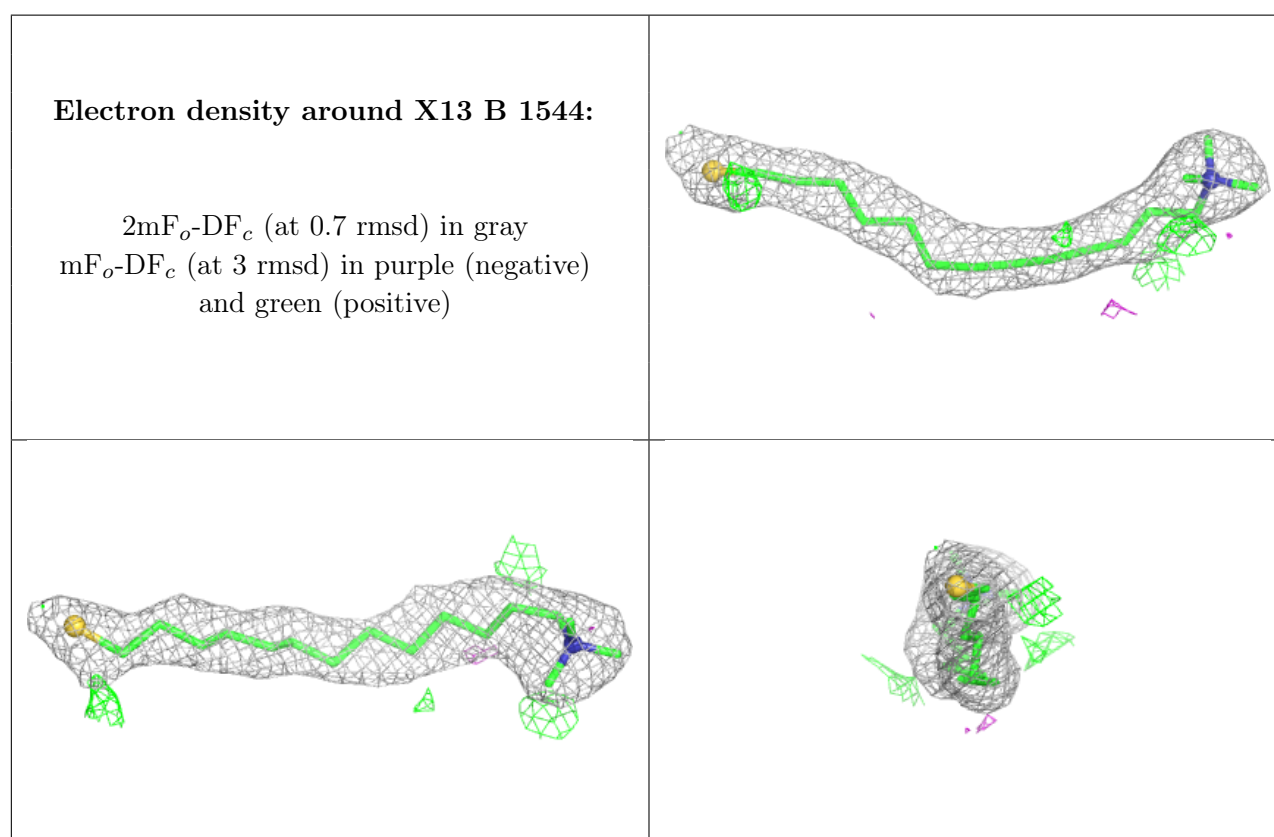 Electron density around X13 B 1544:
2mFo-DFc (at 0.7 rmsd) in gray
mFo-DFc (at 3 rmsd) in purple (negative)
and green (positive)